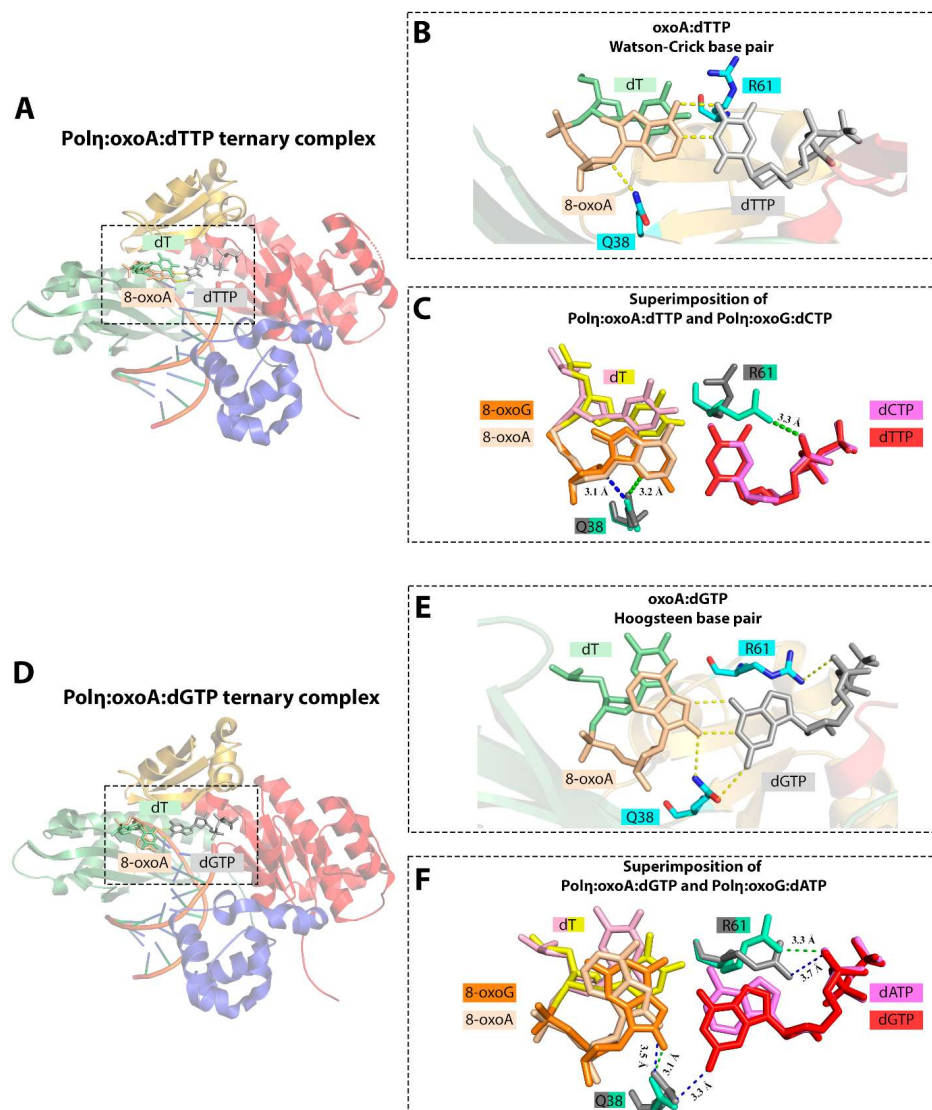 A
Polη:oxoA:dTTP ternary complex
dT
8-oxoA
dTTP
B
oxoA:dTTP
Watson-Crick base pair
dT
R61
8-oxoA
dTTP
Q38
C
Superimposition of
Polη:oxoA:dTTP and Polη:oxoG:dCTP
dT
R61
8-oxoG
8-oxoA
3.3 Å
dCTP
dTTP
3.1 Å
3.2 Å
Q38
D
Polη:oxoA:dGTP ternary complex
dT
8-oxoA
dGTP
E
oxoA:dGTP
Hoogsteen base pair
dT
R61
8-oxoA
dGTP
Q38
F
Superimposition of
Polη:oxoA:dGTP and Polη:oxoG:dATP
dT
R61
3.3 Å
3.7 Å
8-oxoG
8-oxoA
dATP
dGTP
3.5 Å
3.1 Å
3.3 Å
Q38